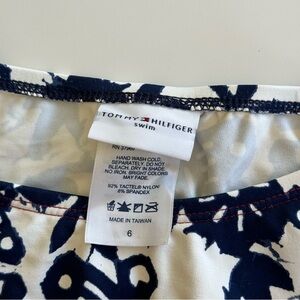 TOMMY HILFIGER
swim
HAND WASH COLD.
SEPARATELY. DO NOT
BLEACH. DRY IN SHADE
NO IRON. BRIGHT COLORS
MAY FADE.
92% TACTEL® NYLON
8% SPANDEX
MADE IN TAIWAN
6